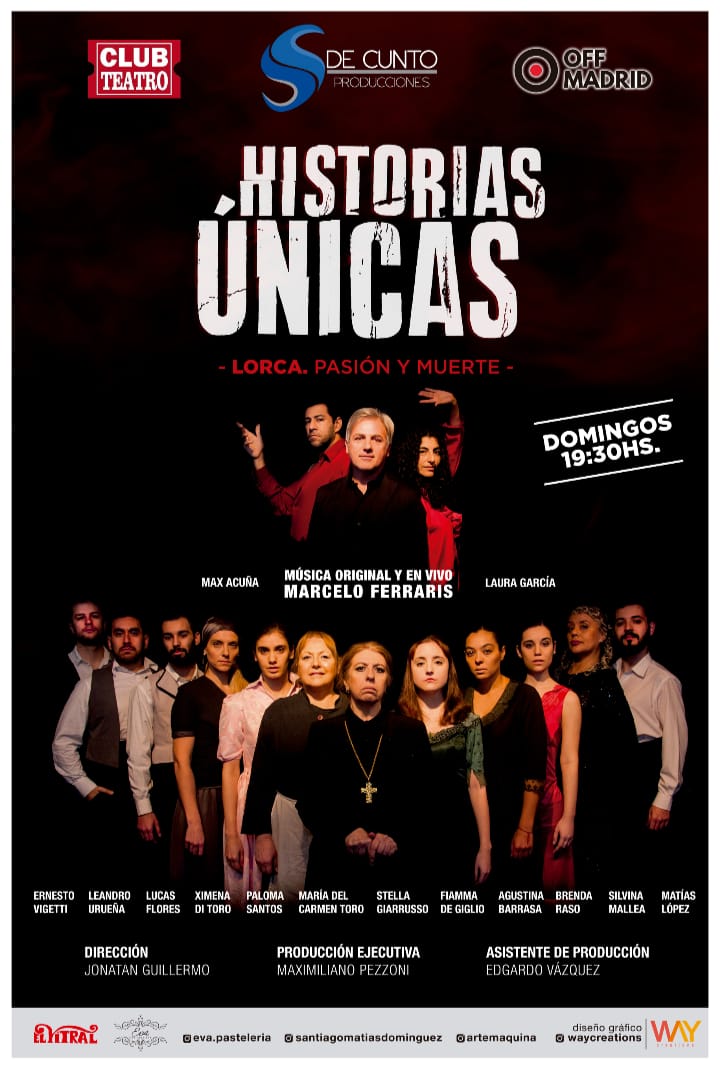 CLUB
TEATRO
DE CUNTO
PRODUCCIONES
OFF
MADRID
HISTORIAS
ÚNICAS
- LORCA. PASIÓN Y MUERTE -
DOMINGOS
19:30HS.
MAX ACUÑA
MÚSICA ORIGINAL Y EN VIVO
MARCELO FERRARIS
LAURA GARCÍA
ERNESTO
VIGETTI
LEANDRO
URUEÑA
LUCAS
FLORES
XIMENA
DI TORO
PALOMA
SANTOS
MARÍA DEL
CARMEN TORO
STELLA
GIARRUSSO
FIAMMA
DE GIGLIO
AGUSTINA
BARRASA
BRENDA
RASO
SILVINA
MALLEA
MATÍAS
LÓPEZ
DIRECCIÓN
JONATAN GUILLERMO
PRODUCCIÓN EJECUTIVA
MAXIMILIANO PEZZONI
ASISTENTE DE PRODUCCIÓN
EDGARDO VÁZQUEZ
EL VITRAL
Eva
eva.pasteleria
santiagomatiasdominguez
artemaquina
diseño gráfico
waycreations
WAY